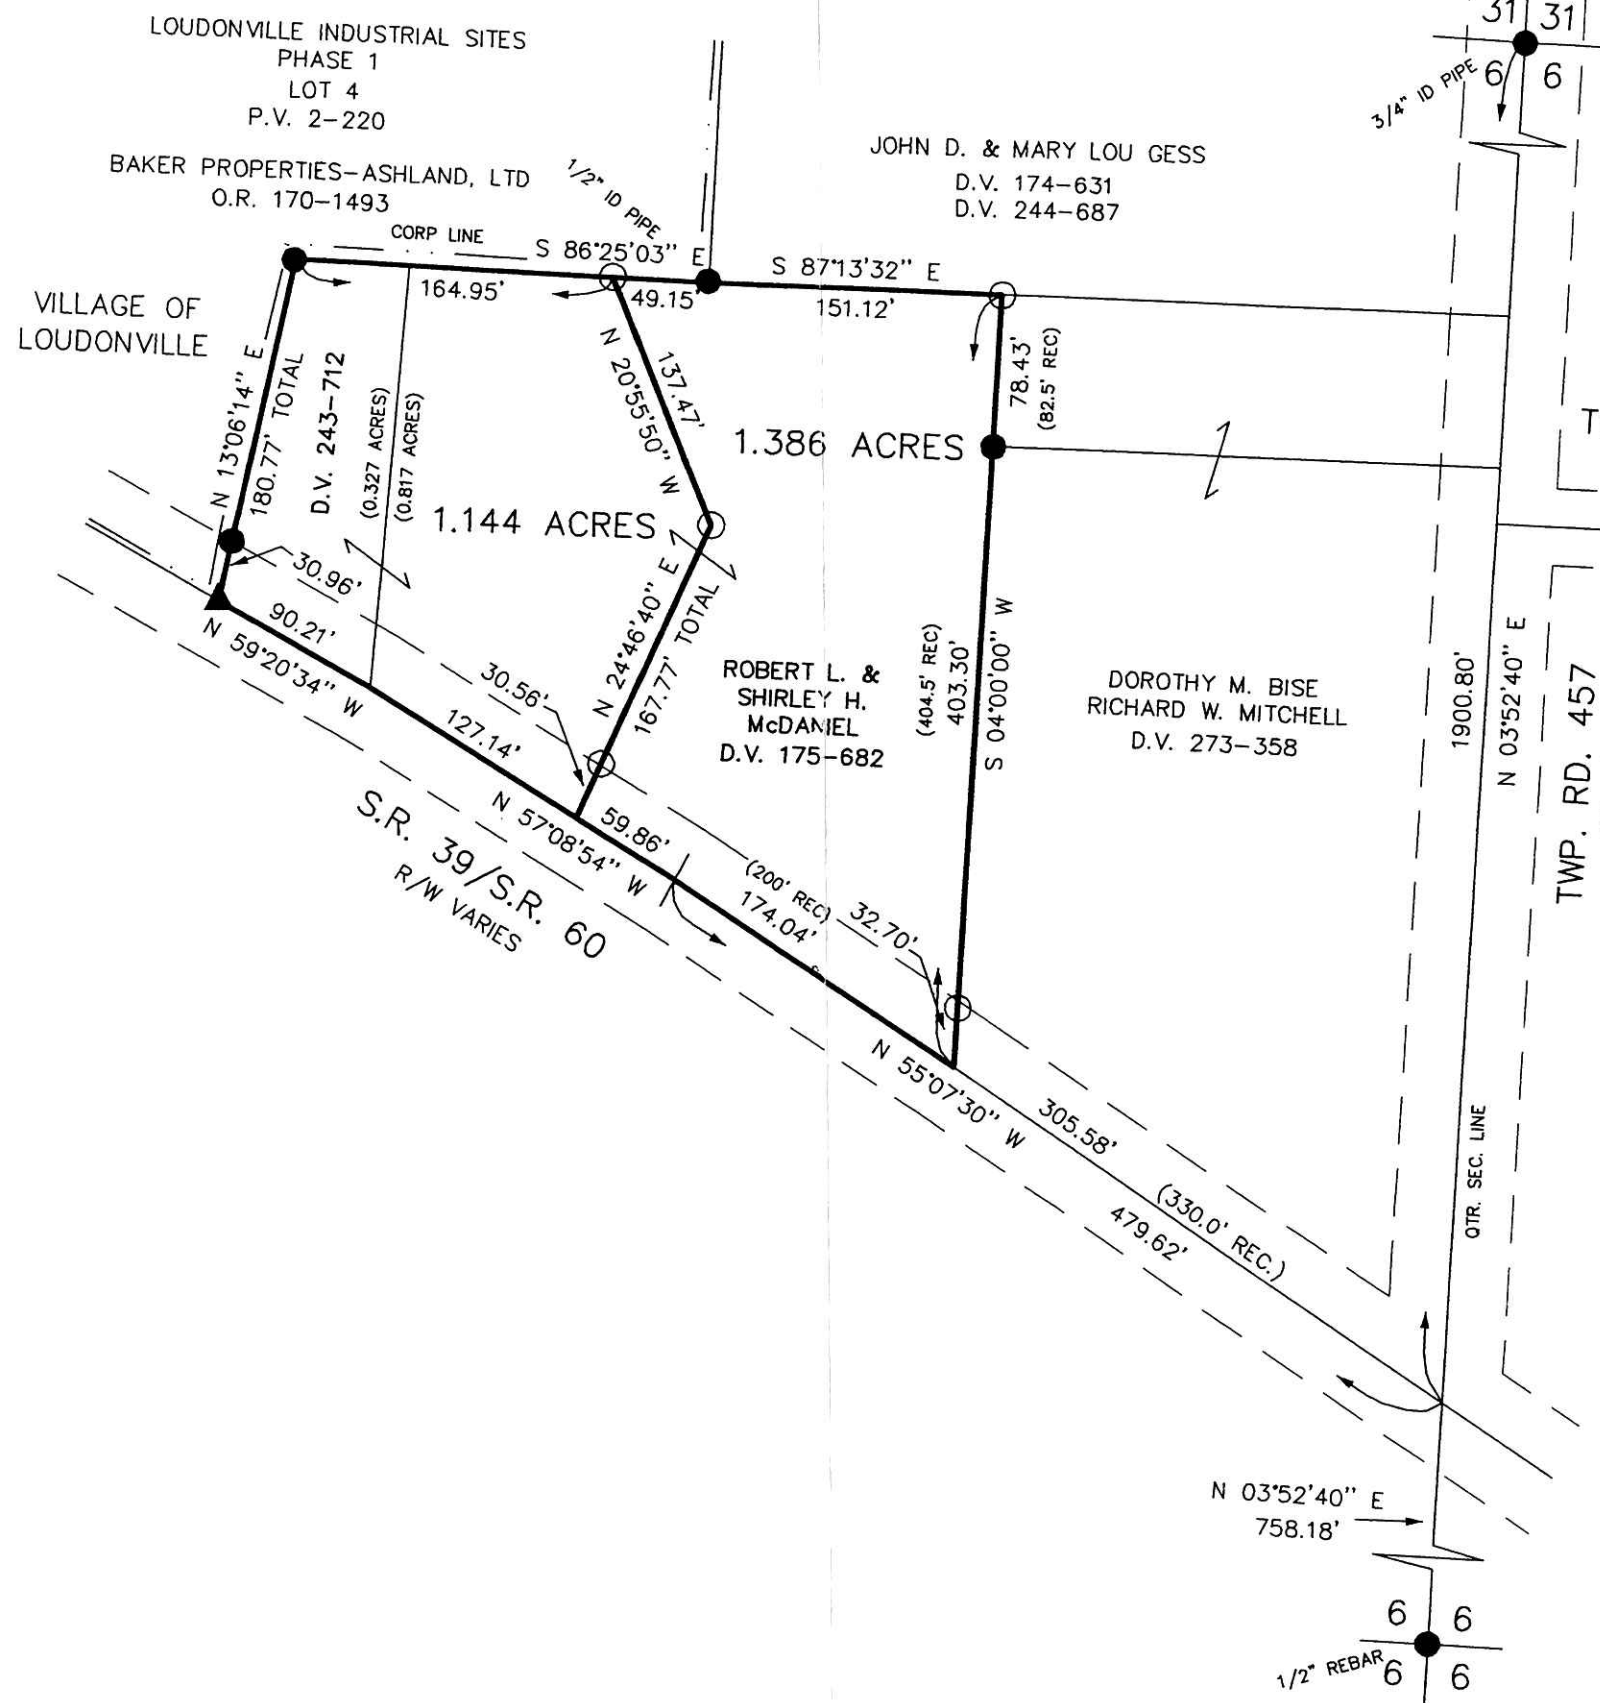 LOUDONVILLE INDUSTRIAL SITES
PHASE 1
LOT 4
P.V. 2-220
BAKER PROPERTIES-ASHLAND, LTD
O.R. 170-1493
1/2" ID PIPE
CORP LINE
S 86°25'03" E
164.95'
49.15'
JOHN D. & MARY LOU GESS
D.V. 174-631
D.V. 244-687
S 87°13'32" E
151.12'
31 31
6 6
3/4" ID PIPE
VILLAGE OF
LOUDONVILLE
N 13°06'14" E
180.77' TOTAL
D.V. 243-712
(0.327 ACRES)
(0.817 ACRES)
N 20°55'50" W
137.47'
1.144 ACRES
1.386 ACRES
78.43'
(82.5' REC)
T
30.96'
90.21'
N 59°20'34" W
30.56'
127.14'
N 24°46'40" E
167.77' TOTAL
ROBERT L. &
SHIRLEY H.
McDANIEL
D.V. 175-682
(404.5' REC)
403.30'
S 04°00'00" W
DOROTHY M. BISE
RICHARD W. MITCHELL
D.V. 273-358
1900.80'
N 03°52'40" E
TWP. RD. 457
N 57°08'54" W
59.86'
S.R. 39/S.R. 60
R/W VARIES
(200' REC)
174.04'
32.70'
N 55°07'30" W
305.58'
(330.0' REC.)
479.62'
QTR. SEC. LINE
N 03°52'40" E
758.18'
6 6
1/2" REBAR
6 6